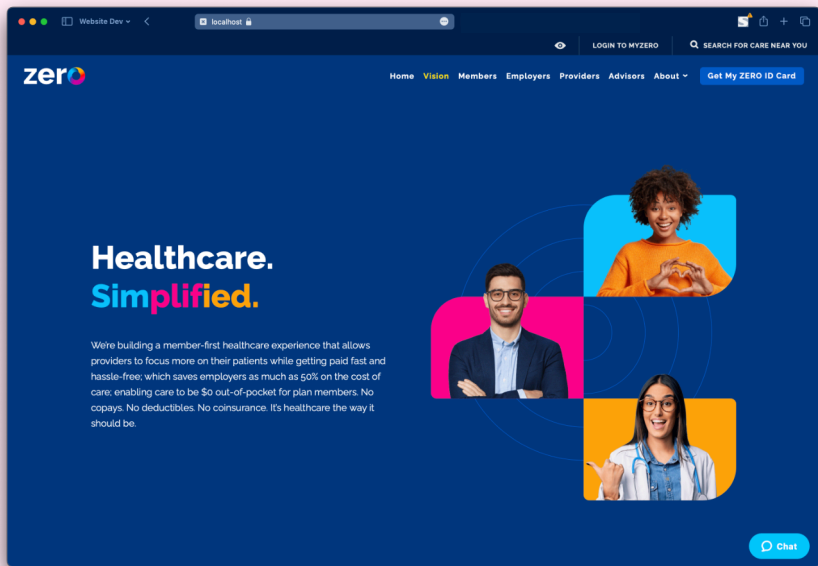 Website Dev
localhost
LOGIN TO MYZERO
SEARCH FOR CARE NEAR YOU
zero
Home Vision Members Employers Providers Advisors About Get My ZERO ID Card
Healthcare.
Simplified.
We're building a member-first healthcare experience that allows
providers to focus more on their patients while getting paid fast and
hassle-free; which saves employers as much as 50% on the cost of
care; enabling care to be $0 out-of-pocket for plan members. No
copays. No deductibles. No coinsurance. It's healthcare the way it
should be.
Chat